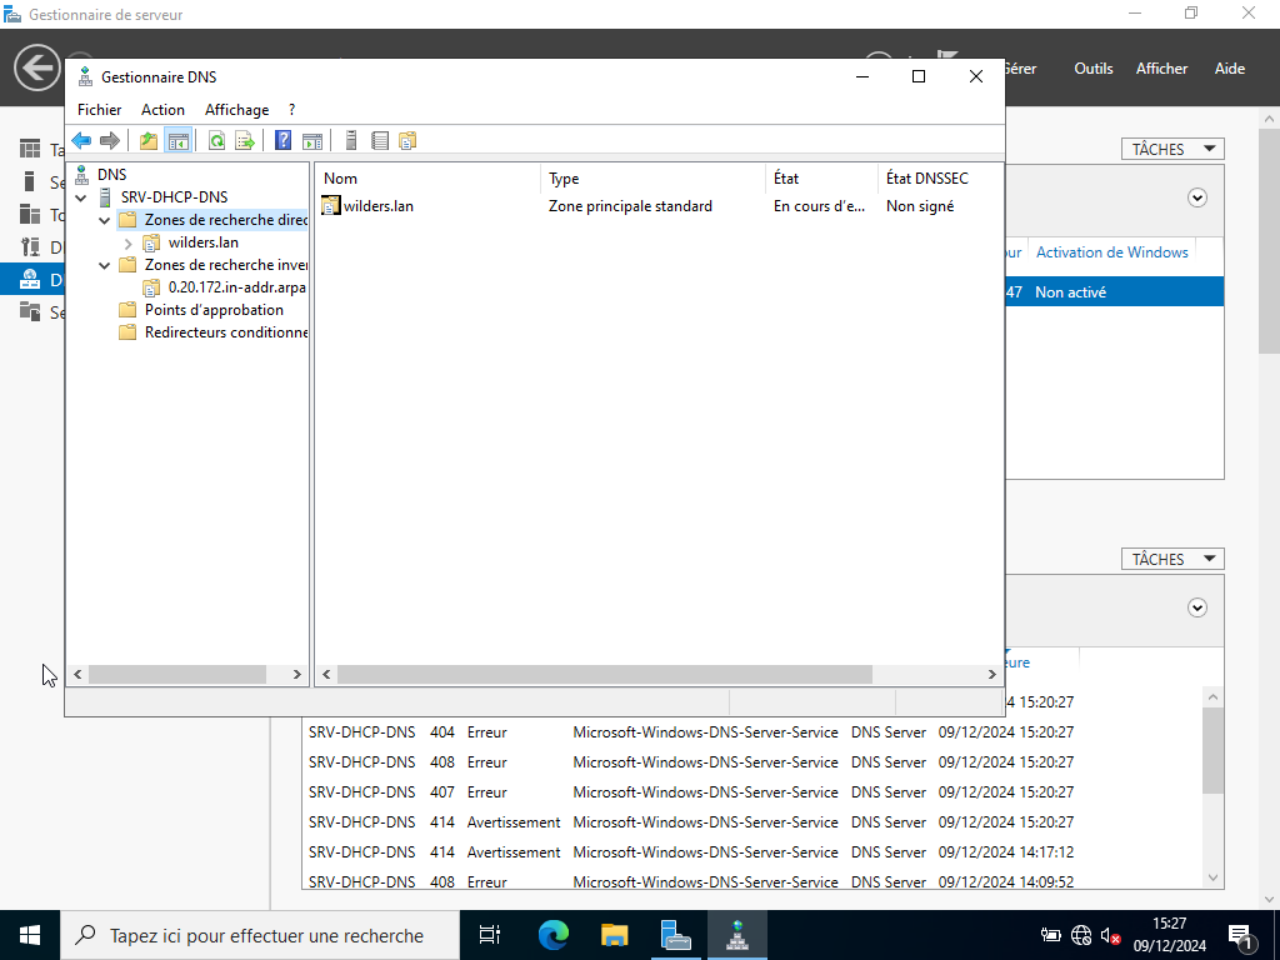 Gestionnaire de serveur
Gérer Outils Afficher Aide
Gestionnaire DNS
Fichier Action Affichage ?
DNS
SRV-DHCP-DNS
Zones de recherche direc
wilders.lan
Zones de recherche inver
0.20.172.in-addr.arpa
Points d'approbation
Redirecteurs conditionne
Nom Type État État DNSSEC
wilders.lan Zone principale standard En cours d'e... Non signé
Ta
Se
To
D
D
Se
TÂCHES
our Activation de Windows
47 Non activé
TÂCHES
eure
4 15:20:27
SRV-DHCP-DNS 404 Erreur Microsoft-Windows-DNS-Server-Service DNS Server 09/12/2024 15:20:27
SRV-DHCP-DNS 408 Erreur Microsoft-Windows-DNS-Server-Service DNS Server 09/12/2024 15:20:27
SRV-DHCP-DNS 407 Erreur Microsoft-Windows-DNS-Server-Service DNS Server 09/12/2024 15:20:27
SRV-DHCP-DNS 414 Avertissement Microsoft-Windows-DNS-Server-Service DNS Server 09/12/2024 15:20:27
SRV-DHCP-DNS 414 Avertissement Microsoft-Windows-DNS-Server-Service DNS Server 09/12/2024 14:17:12
SRV-DHCP-DNS 408 Erreur Microsoft-Windows-DNS-Server-Service DNS Server 09/12/2024 14:09:52
Tapez ici pour effectuer une recherche
15:27
09/12/2024
1